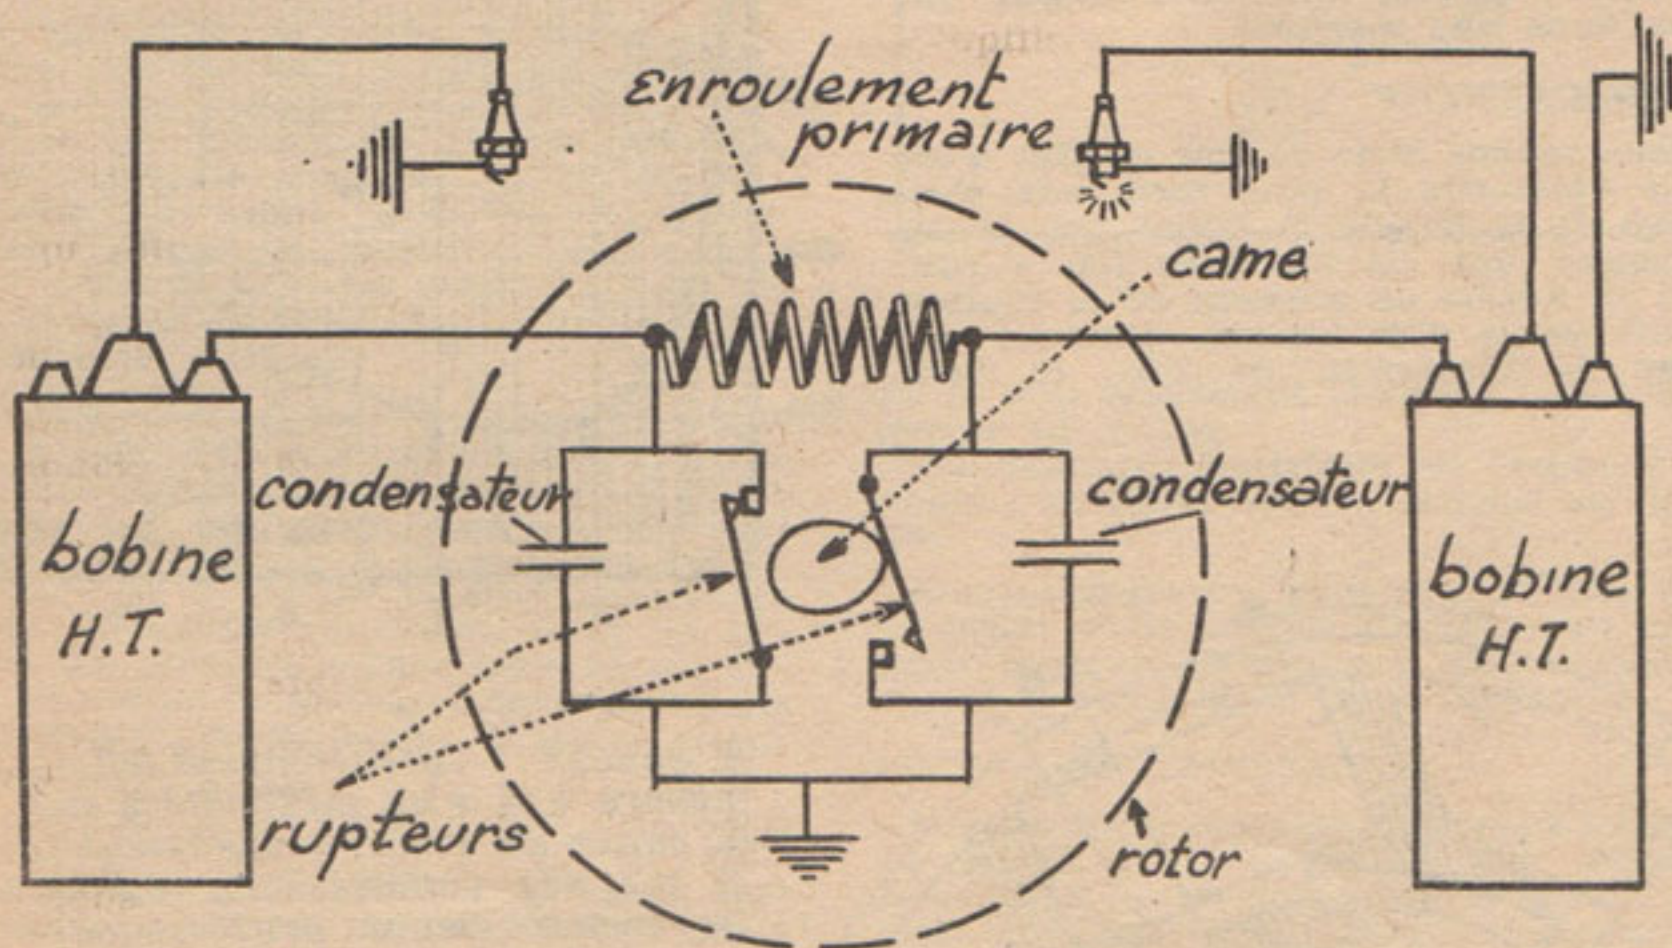 enroulement
primaire
came
condensateur
condensateur
bobine
H.T.
bobine
H.T.
rupteurs
rotor